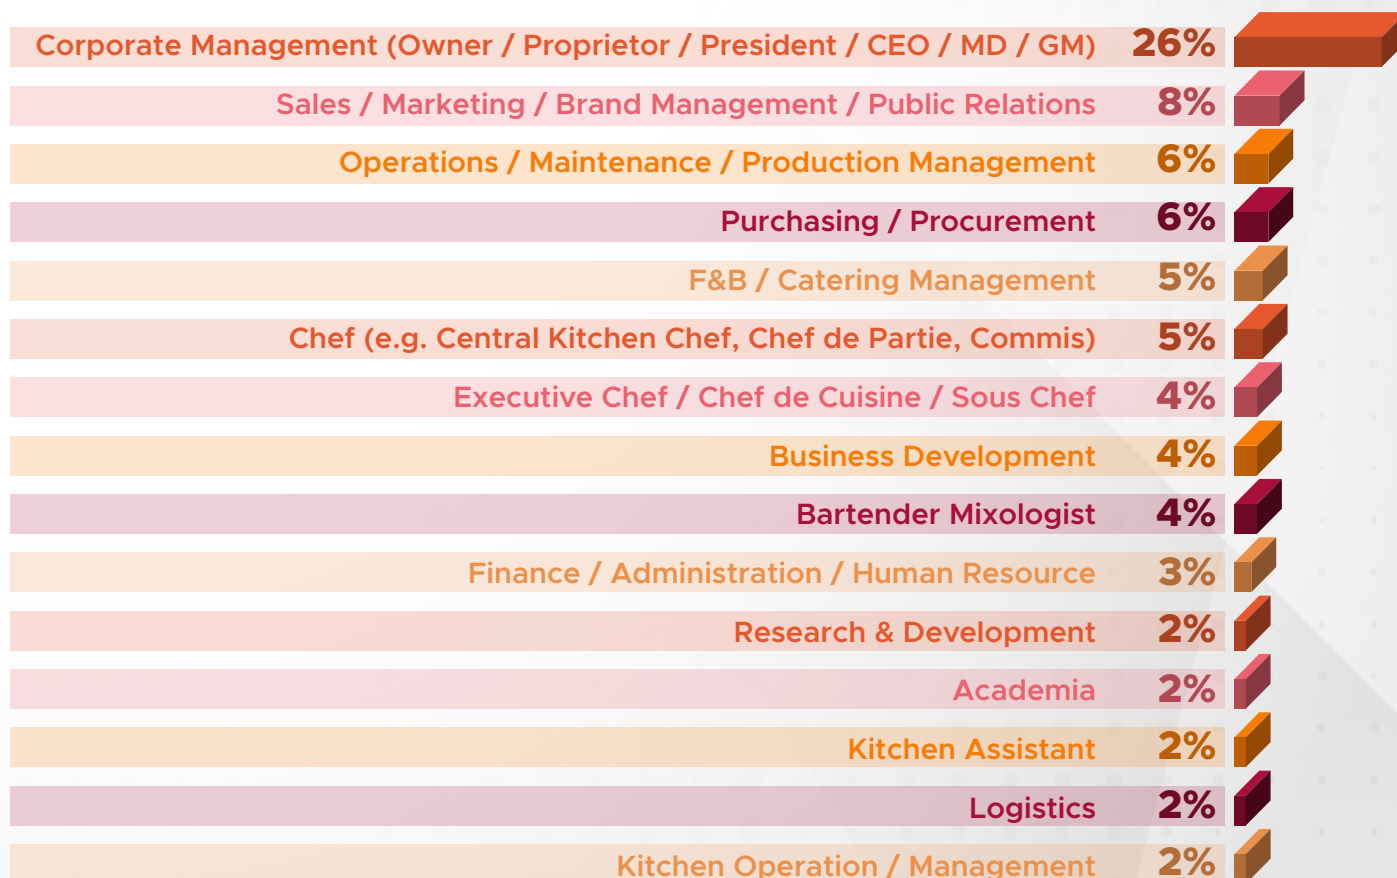 Corporate Management (Owner / Proprietor / President / CEO / MD / GM) 26%
Sales / Marketing / Brand Management / Public Relations 8%
Operations / Maintenance / Production Management 6%
Purchasing / Procurement 6%
F&B / Catering Management 5%
Chef (e.g. Central Kitchen Chef, Chef de Partie, Commis) 5%
Executive Chef / Chef de Cuisine / Sous Chef 4%
Business Development 4%
Bartender Mixologist 4%
Finance / Administration / Human Resource 3%
Research & Development 2%
Academia 2%
Kitchen Assistant 2%
Logistics 2%
Kitchen Operation / Management 2%